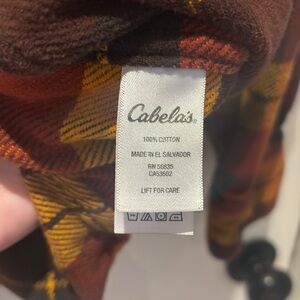 Cabela's®
100% COTTON
MADE IN EL SALVADOR
RN 56835
CA53602
LIFT FOR CARE